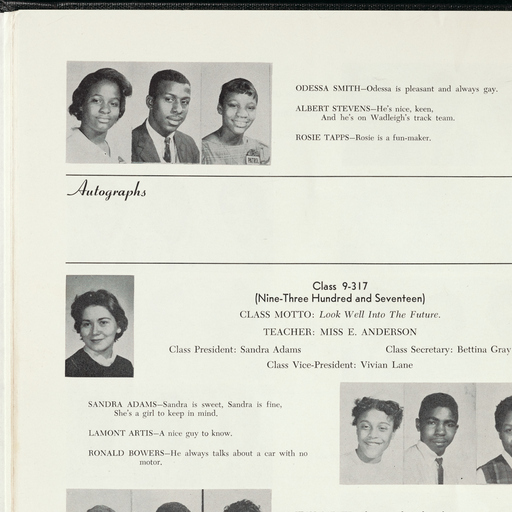 ODESSA SMITH—Odessa is pleasant and always gay.
ALBERT STEVENS—He's nice, keen,
And he's on Wadleigh's track team.
ROSIE TAPPS—Rosie is a fun-maker.
Autographs
Class 9-317
(Nine-Three Hundred and Seventeen)
CLASS MOTTO: Look Well Into The Future.
TEACHER: MISS E. ANDERSON
Class President: Sandra Adams Class Secretary: Bettina Gray
Class Vice-President: Vivian Lane
SANDRA ADAMS—Sandra is sweet, Sandra is fine,
She's a girl to keep in mind.
LAMONT ARTIS—A nice guy to know.
RONALD BOWERS—He always talks about a car with no
motor.